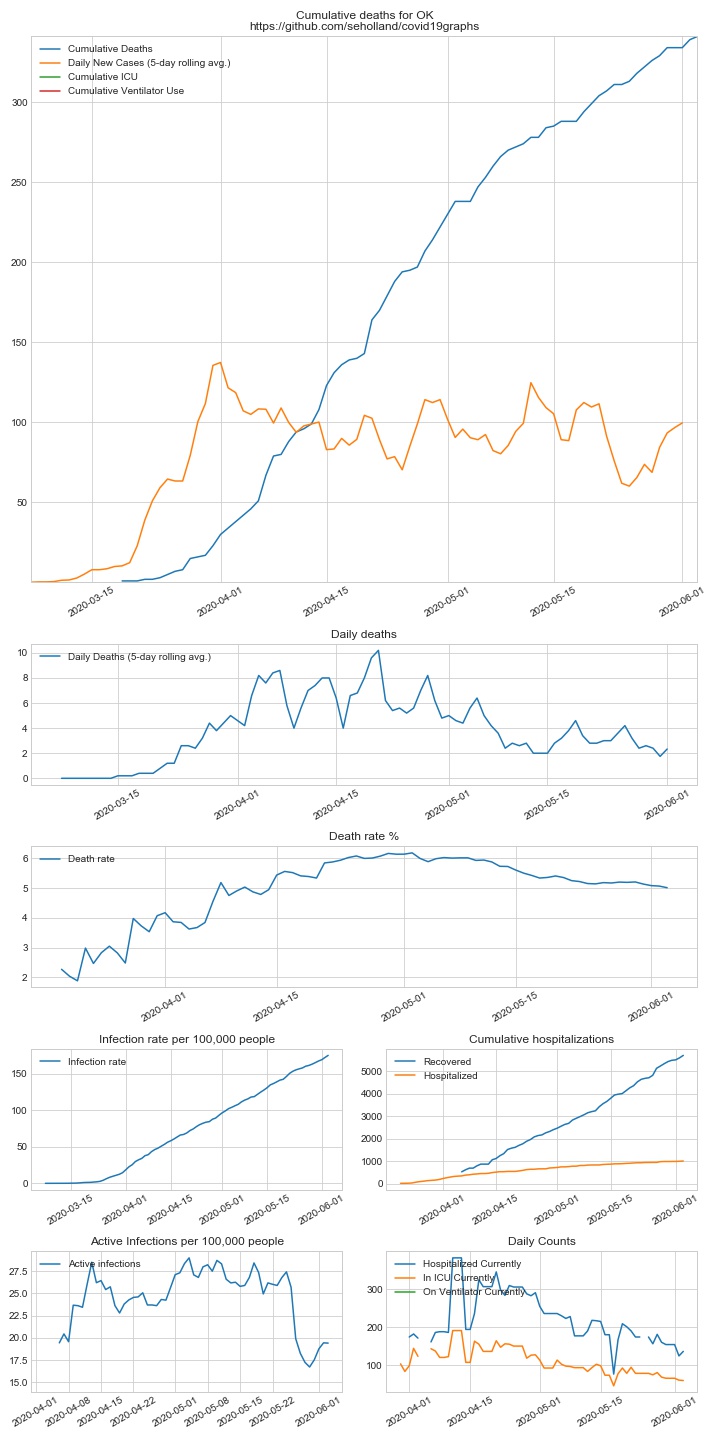 Cumulative deaths for OK
https://github.com/seholland/covid19graphs
Cumulative Deaths
Daily New Cases (5-day rolling avg.)
Cumulative ICU
Cumulative Ventilator Use
300
250
200
150
100
50
2020-03-15 2020-04-01 2020-04-15 2020-05-01 2020-05-15 2020-06-01
Daily deaths
Daily Deaths (5-day rolling avg.)
10
8
6
4
2
0
2020-03-15 2020-04-01 2020-04-15 2020-05-01 2020-05-15 2020-06-01
Death rate %
Death rate
6
5
4
3
2
2020-04-01 2020-04-15 2020-05-01 2020-05-15 2020-06-01
Infection rate per 100,000 people
Infection rate
150
100
50
0
2020-03-15 2020-04-01 2020-04-15 2020-05-01 2020-05-15 2020-06-01
Cumulative hospitalizations
Recovered
Hospitalized
5000
4000
3000
2000
1000
0
2020-04-01 2020-04-15 2020-05-01 2020-05-15 2020-06-01
Active Infections per 100,000 people
Active infections
27.5
25.0
22.5
20.0
17.5
15.0
2020-04-01 2020-04-08 2020-04-15 2020-04-22 2020-05-01 2020-05-08 2020-05-15 2020-05-22 2020-06-01
Daily Counts
Hospitalized Currently
In ICU Currently
On Ventilator Currently
300
200
100
2020-04-01 2020-04-15 2020-05-01 2020-05-15 2020-06-01